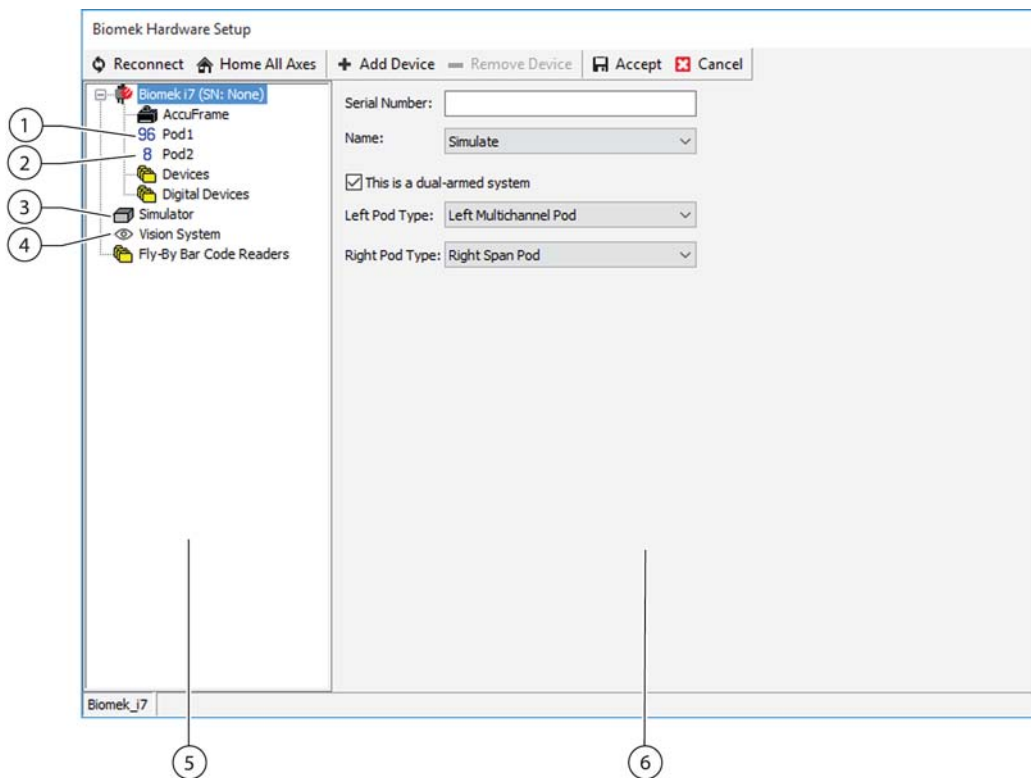 Biomek Hardware Setup
Reconnect Home All Axes + Add Device Remove Device Accept Cancel
Biomek i7 (SN: None)
AccuFrame
96 Pod1
8 Pod2
Devices
Digital Devices
Simulator
Vision System
Fly-By Bar Code Readers
Serial Number:
Name: Simulate
This is a dual-armed system
Left Pod Type: Left Multichannel Pod
Right Pod Type: Right Span Pod
Biomek_i7
1
2
3
4
5
6